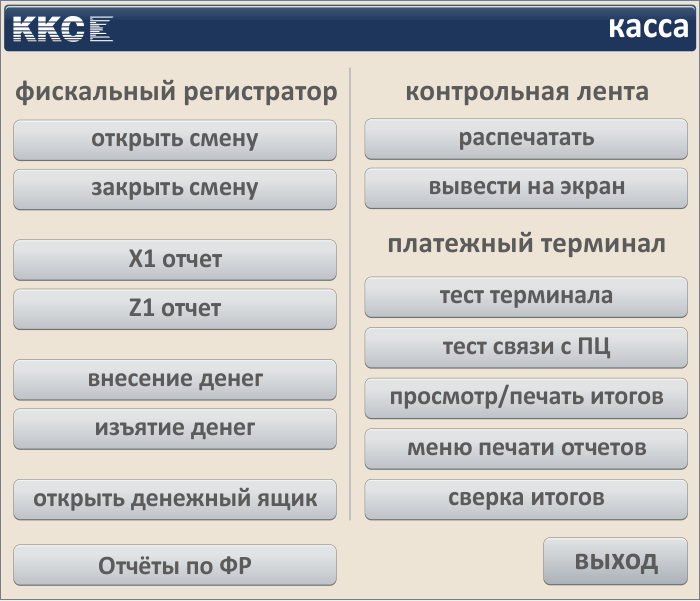 ККСЕ
касса
фискальный регистратор
открыть смену
закрыть смену
X1 отчет
Z1 отчет
внесение денег
изъятие денег
открыть денежный ящик
Отчёты по ФР
контрольная лента
распечатать
вывести на экран
платежный терминал
тест терминала
тест связи с ПЦ
просмотр/печать итогов
меню печати отчетов
сверка итогов
выход